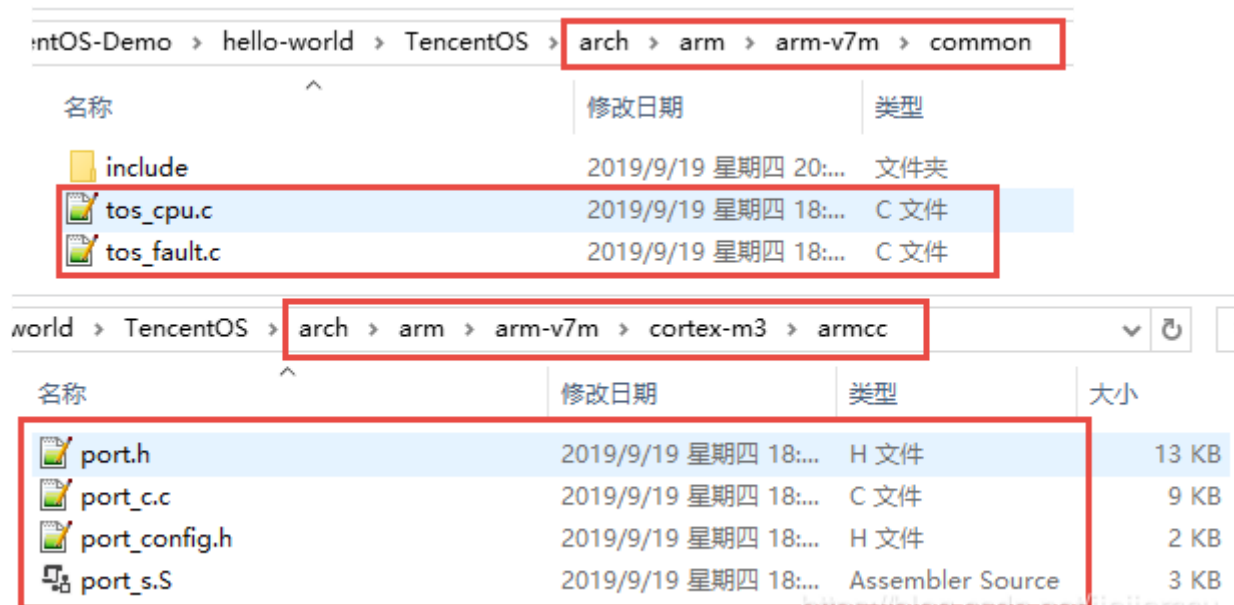 entOS-Demo > hello-world > TencentOS > arch > arm > arm-v7m > common
名称 修改日期 类型
include 2019/9/19 星期四 20:... 文件夹
tos_cpu.c 2019/9/19 星期四 18:... C 文件
tos_fault.c 2019/9/19 星期四 18:... C 文件
world > TencentOS > arch > arm > arm-v7m > cortex-m3 > armcc
名称 修改日期 类型 大小
port.h 2019/9/19 星期四 18:... H 文件 13 KB
port_c.c 2019/9/19 星期四 18:... C 文件 9 KB
port_config.h 2019/9/19 星期四 18:... H 文件 2 KB
port_s.S 2019/9/19 星期四 18:... Assembler Source 3 KB